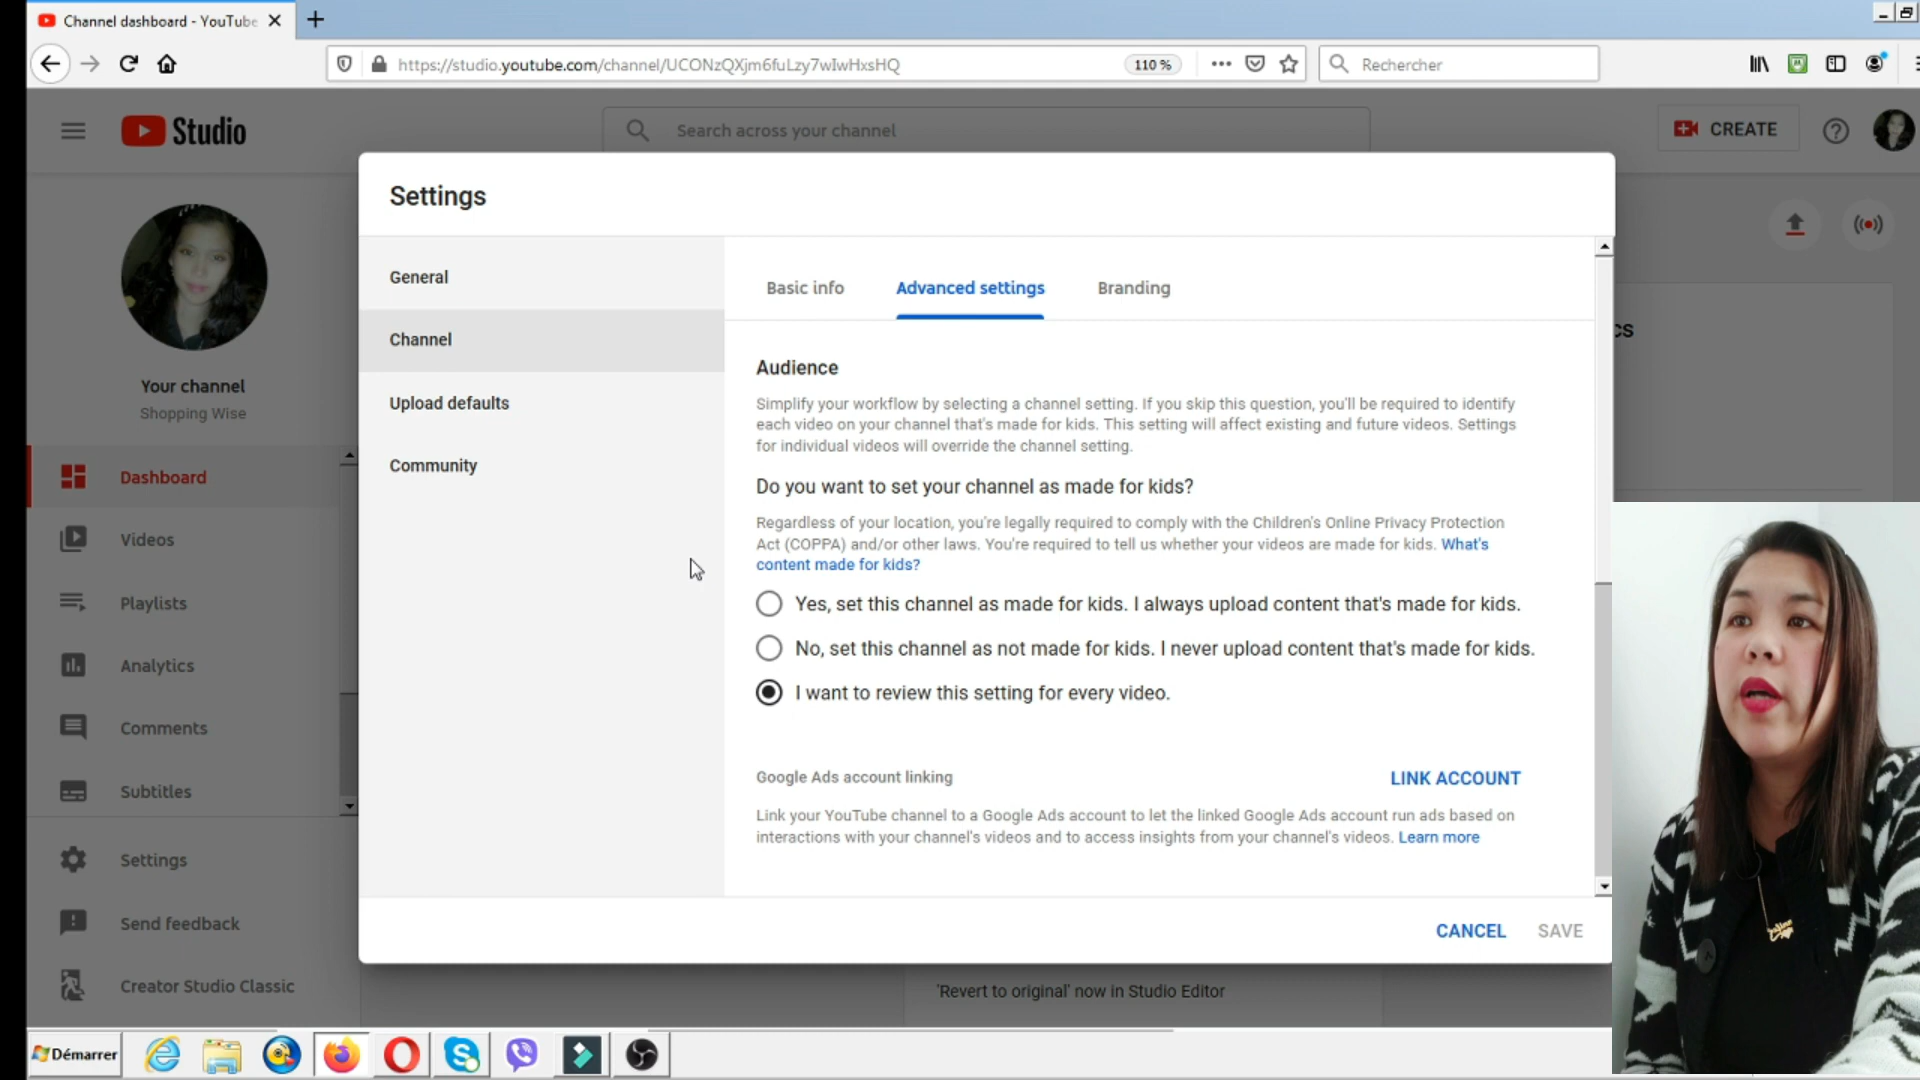 Channel dashboard - YouTube
https://studio.youtube.com/channel/UCONzQXjm6fuLzy7wIwHxsHQ
110 %
Rechercher
Studio
Search across your channel
CREATE
Settings
General
Channel
Upload defaults
Community
Basic info
Advanced settings
Branding
Audience
Simplify your workflow by selecting a channel setting. If you skip this question, you'll be required to identify
each video on your channel that's made for kids. This setting will affect existing and future videos. Settings
for individual videos will override the channel setting.
Do you want to set your channel as made for kids?
Regardless of your location, you're legally required to comply with the Children's Online Privacy Protection
Act (COPPA) and/or other laws. You're required to tell us whether your videos are made for kids. What's
content made for kids?
Yes, set this channel as made for kids. I always upload content that's made for kids.
No, set this channel as not made for kids. I never upload content that's made for kids.
I want to review this setting for every video.
Google Ads account linking
LINK ACCOUNT
Link your YouTube channel to a Google Ads account to let the linked Google Ads account run ads based on
interactions with your channel's videos and to access insights from your channel's videos. Learn more
CANCEL
SAVE
Your channel
Shopping Wise
Dashboard
Videos
Playlists
Analytics
Comments
Subtitles
Settings
Send feedback
Creator Studio Classic
'Revert to original' now in Studio Editor
Démarrer